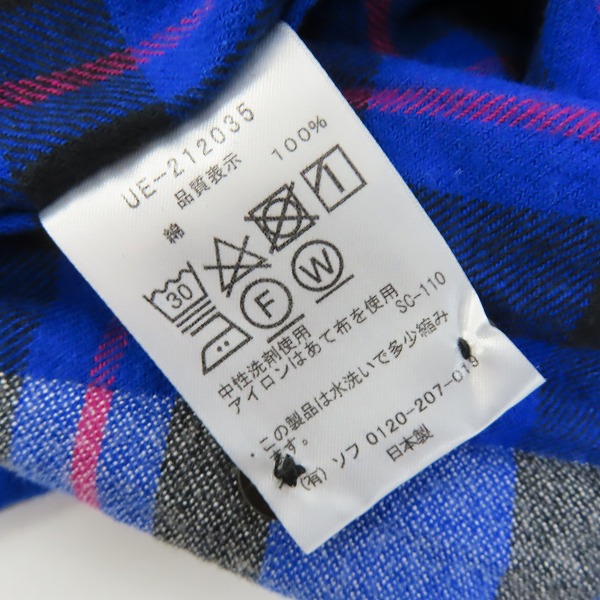 UE-212035
品質表示
綿 100%
30
F W
中性洗剤使用
アイロンはあて布を使用
SC-110
・この製品は水洗いで多少縮み
ます。
(有) ソフ 0120-207-019
日本製